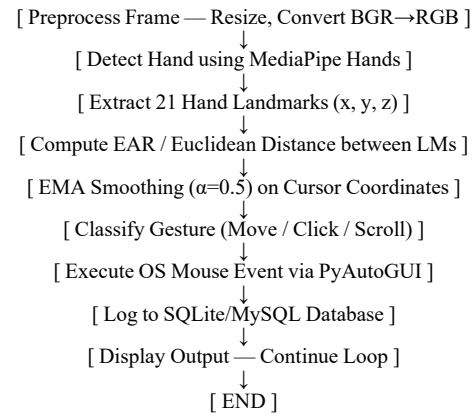 [ Preprocess Frame — Resize, Convert BGR→RGB ]
↓
[ Detect Hand using MediaPipe Hands ]
↓
[ Extract 21 Hand Landmarks (x, y, z) ]
↓
[ Compute EAR / Euclidean Distance between LMs ]
↓
[ EMA Smoothing (α=0.5) on Cursor Coordinates ]
↓
[ Classify Gesture (Move / Click / Scroll) ]
↓
[ Execute OS Mouse Event via PyAutoGUI ]
↓
[ Log to SQLite/MySQL Database ]
↓
[ Display Output — Continue Loop ]
↓
[ END ]